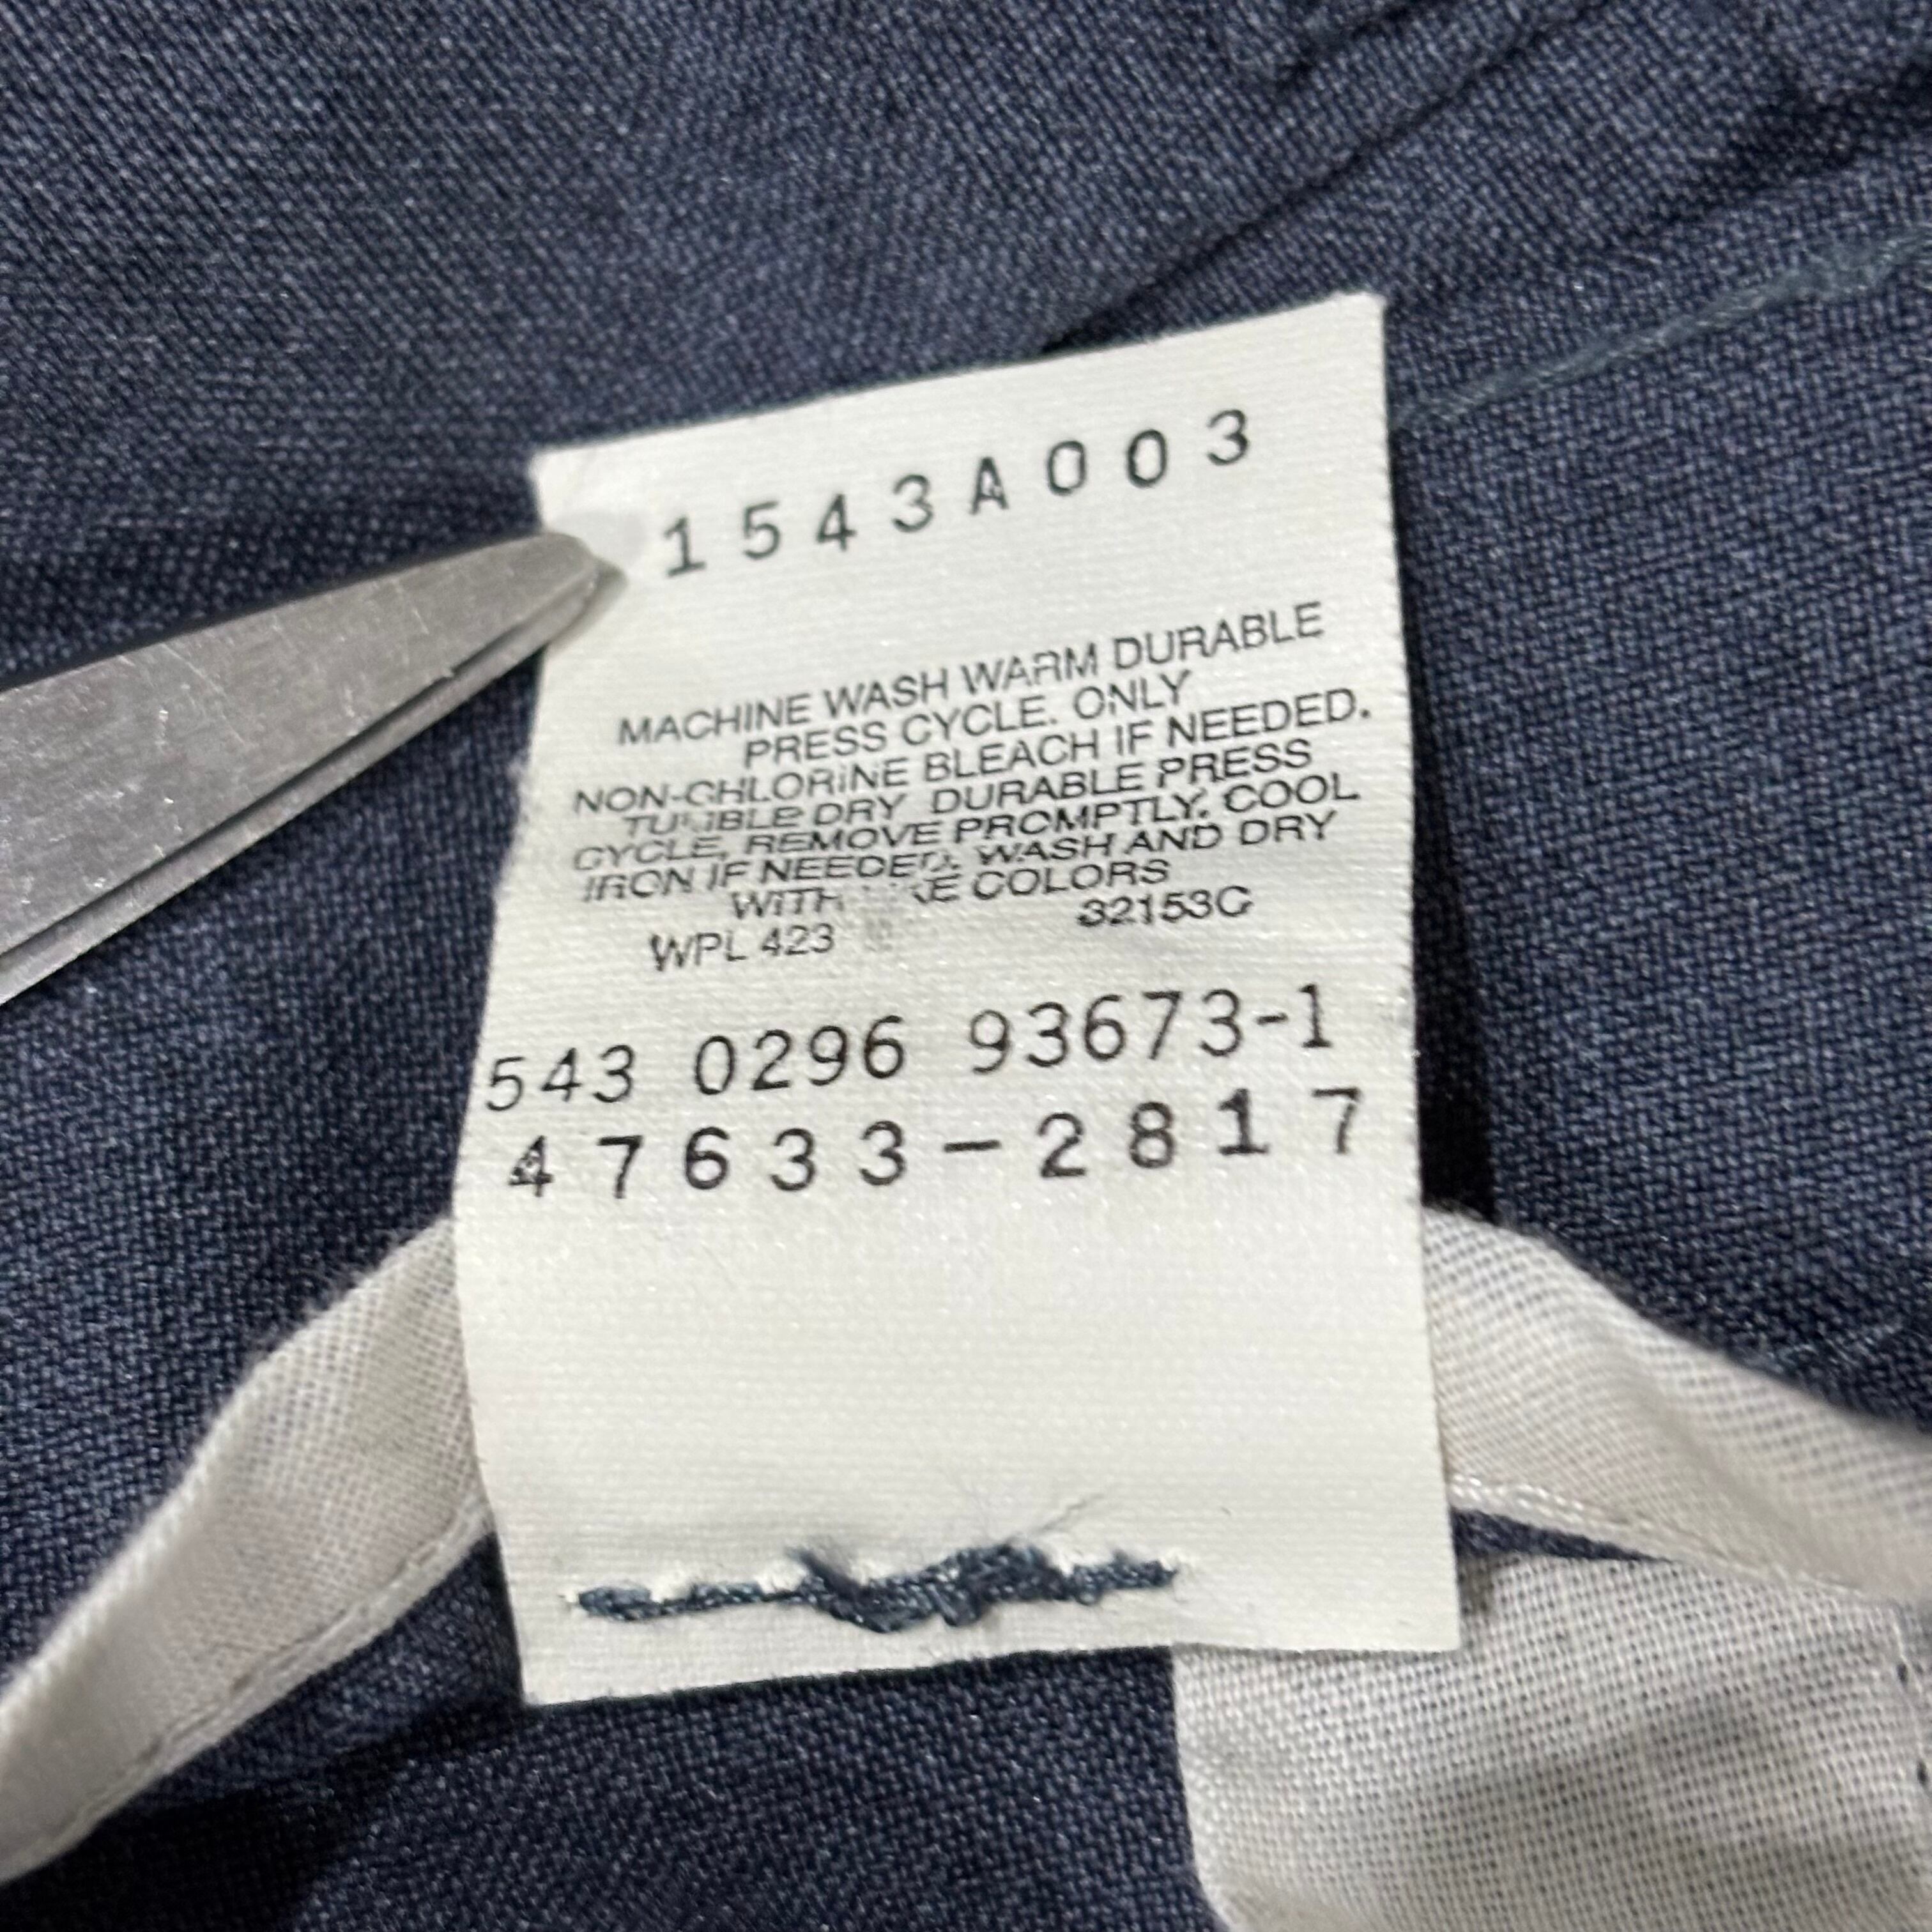 1543A003
MACHINE WASH WARM DURABLE
PRESS CYCLE. ONLY
NON-CHLORINE BLEACH IF NEEDED.
TUMBLE DRY DURABLE PRESS
CYCLE, REMOVE PROMPTLY. COOL
IRON IF NEEDED. WASH AND DRY
WITH LIKE COLORS
WPL 423 32153C
543 0296 93673-1
47633-2817